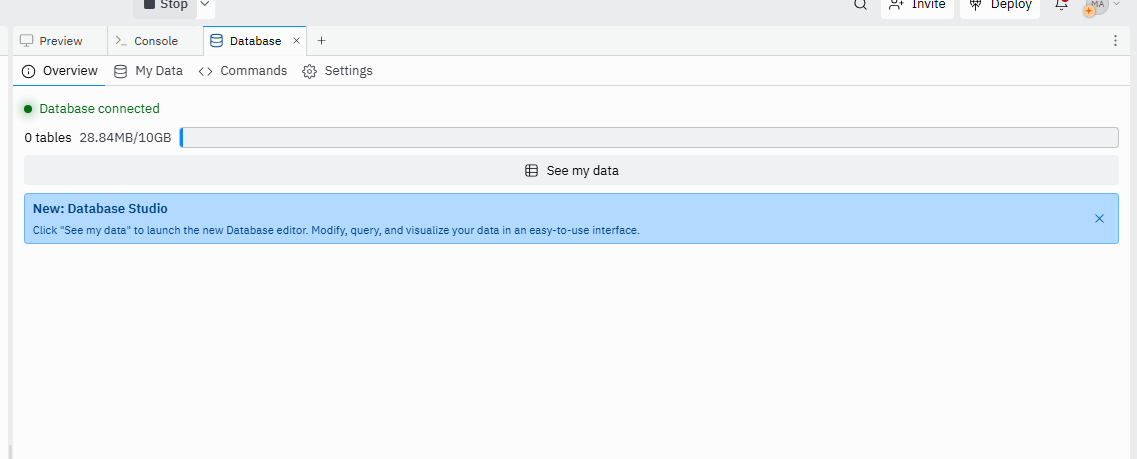 Stop
Invite
Deploy
MA
Preview
Console
Database
Overview
My Data
Commands
Settings
Database connected
0 tables 28.84MB/10GB
See my data
New: Database Studio
Click "See my data" to launch the new Database editor. Modify, query, and visualize your data in an easy-to-use interface.